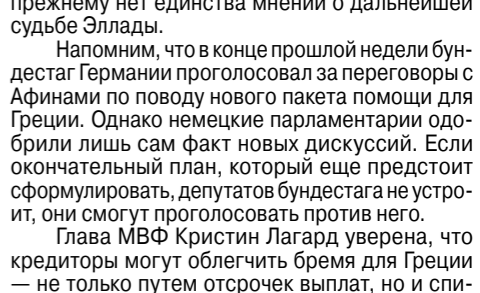 прежнему нет единства мнений о дальнейшей
судьбе Эллады.
Напомним, что в конце прошлой недели бун-
дестаг Германии проголосовал за переговоры с
Афинами по поводу нового пакета помощи для
Греции. Однако немецкие парламентарии одо-
брили лишь сам факт новых дискуссий. Если
окончательный план, который еще предстоит
сформулировать, депутатов бундестага не устро-
ит, они смогут проголосовать против него.
Глава МВФ Кристин Лагард уверена, что
кредиторы могут облегчить бремя для Греции
— не только путем отсрочек выплат, но и спи-